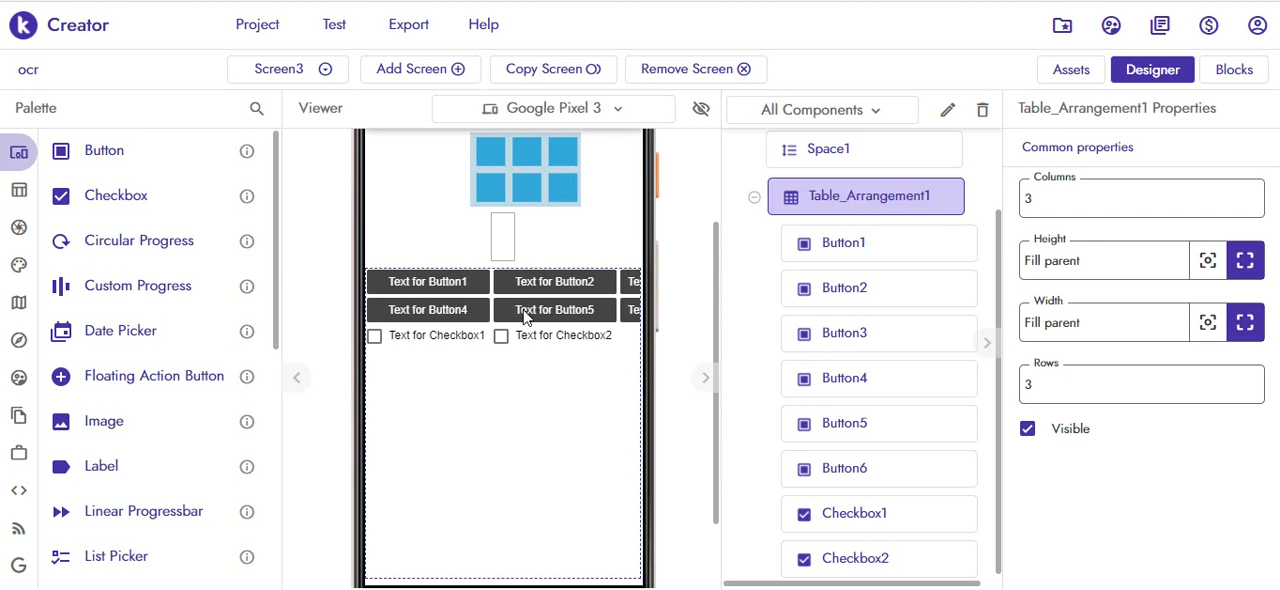 k Creator Project Test Export Help
ocr Screen3 Add Screen Copy Screen Remove Screen Assets Designer Blocks
Palette Viewer Google Pixel 3 All Components Table_Arrangement1 Properties
Button
Checkbox
Circular Progress
Custom Progress
Date Picker
Floating Action Button
Image
Label
Linear Progressbar
List Picker
G
Text for Button1 Text for Button2 Te
Text for Button4 Text for Button5 Te
Text for Checkbox1 Text for Checkbox2
Space1
Table_Arrangement1
Button1
Button2
Button3
Button4
Button5
Button6
Checkbox1
Checkbox2
Common properties
Columns
3
Height
Fill parent
Width
Fill parent
Rows
3
Visible